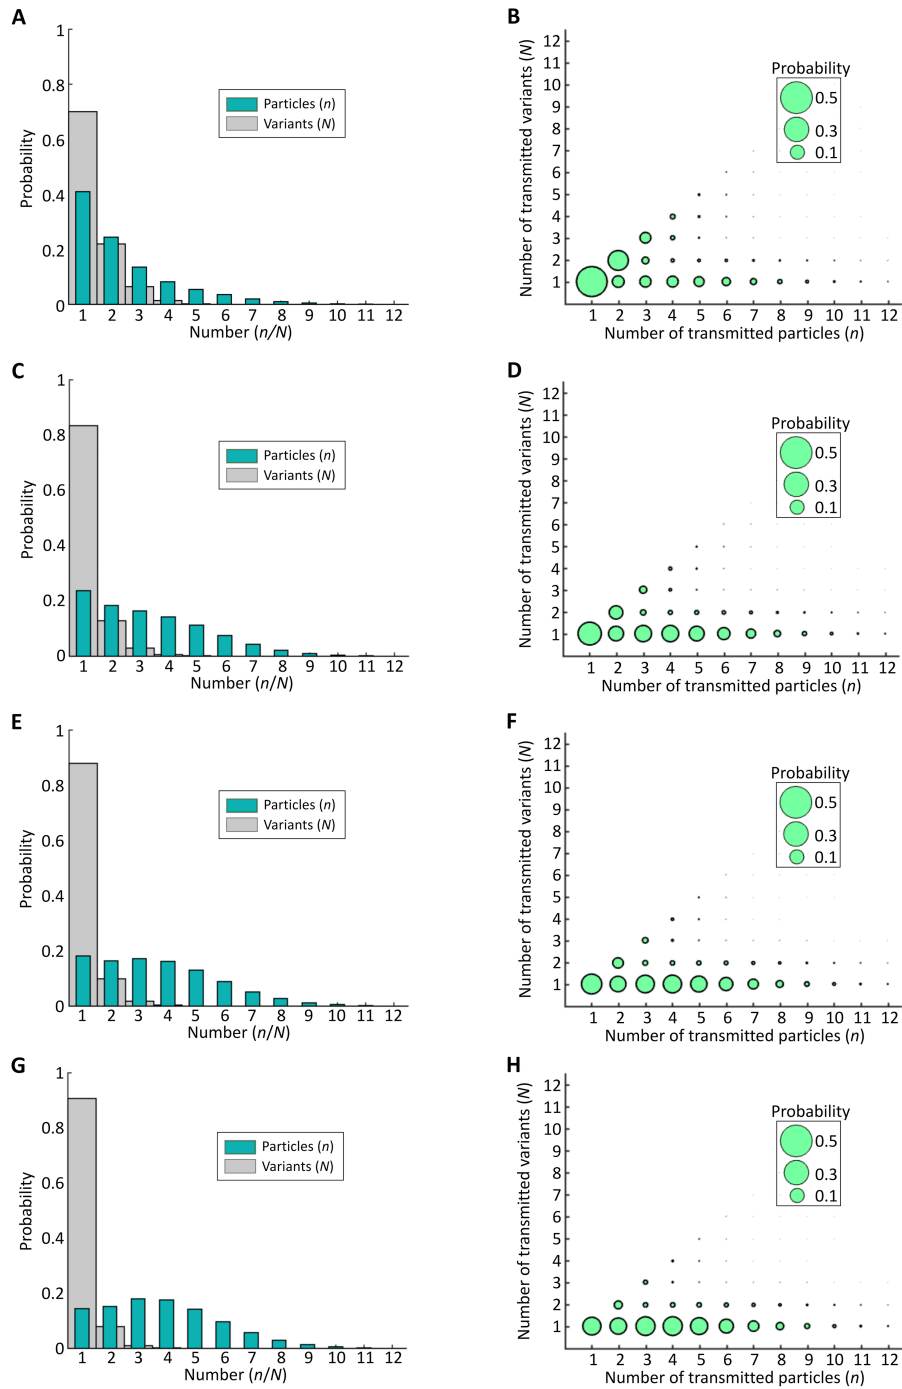 A
1
0.8
0.6
0.4
0.2
0
Probability
Particles (n)
Variants (N)
1 2 3 4 5 6 7 8 9 10 11 12
Number (n/N)
B
12
11
10
9
8
7
6
5
4
3
2
1
Number of transmitted variants (N)
Probability
0.5
0.3
0.1
1 2 3 4 5 6 7 8 9 10 11 12
Number of transmitted particles (n)
C
1
0.8
0.6
0.4
0.2
0
Probability
Particles (n)
Variants (N)
1 2 3 4 5 6 7 8 9 10 11 12
Number (n/N)
D
12
11
10
9
8
7
6
5
4
3
2
1
Number of transmitted variants (N)
Probability
0.5
0.3
0.1
1 2 3 4 5 6 7 8 9 10 11 12
Number of transmitted particles (n)
E
1
0.8
0.6
0.4
0.2
0
Probability
Particles (n)
Variants (N)
1 2 3 4 5 6 7 8 9 10 11 12
Number (n/N)
F
12
11
10
9
8
7
6
5
4
3
2
1
Number of transmitted variants (N)
Probability
0.5
0.3
0.1
1 2 3 4 5 6 7 8 9 10 11 12
Number of transmitted particles (n)
G
1
0.8
0.6
0.4
0.2
0
Probability
Particles (n)
Variants (N)
1 2 3 4 5 6 7 8 9 10 11 12
Number (n/N)
H
12
11
10
9
8
7
6
5
4
3
2
1
Number of transmitted variants (N)
Probability
0.5
0.3
0.1
1 2 3 4 5 6 7 8 9 10 11 12
Number of transmitted particles (n)